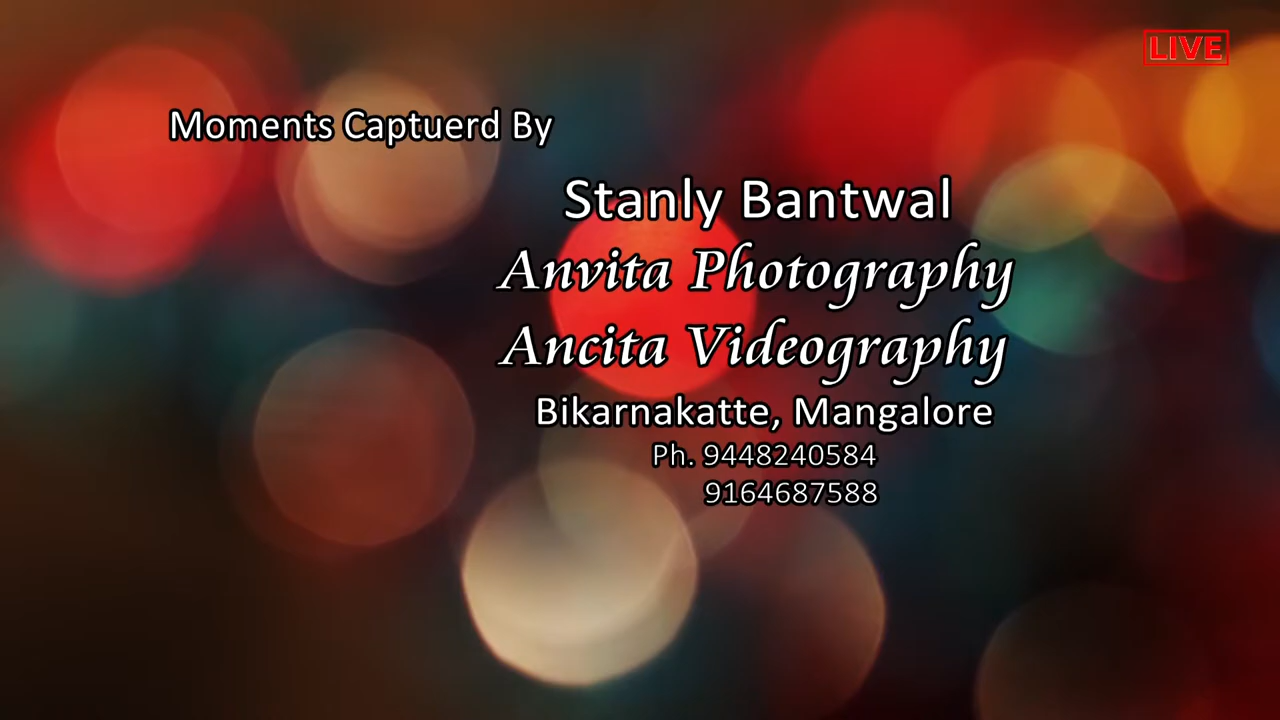 LIVE
Moments Captuerd By
Stanly Bantwal
Anvita Photography
Ancita Videography
Bikarnakatte, Mangalore
Ph. 9448240584
9164687588